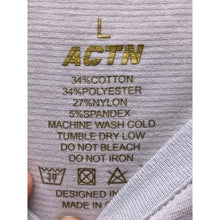 L
ACTN
34%COTTON
34%POLYESTER
27%NYLON
5%SPANDEX
MACHINE WASH COLD
TUMBLE DRY LOW
DO NOT BLEACH
DO NOT IRON
30°
DESIGNED IN
MADE IN